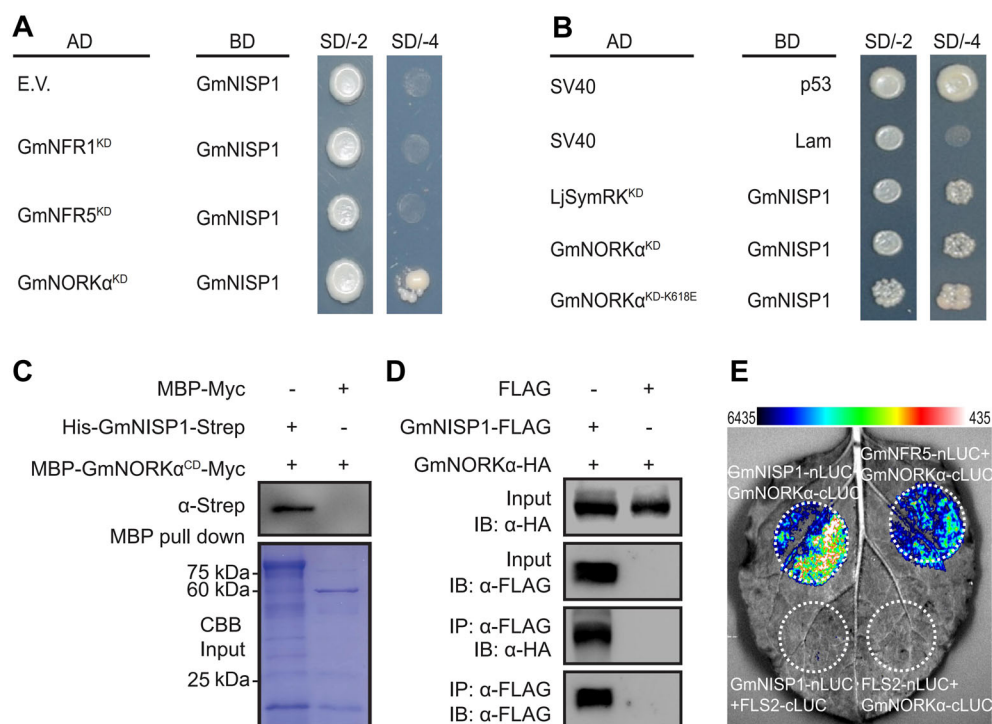 A
AD BD SD/-2 SD/-4
E.V. GmNISP1
GmNFR1KD GmNISP1
GmNFR5KD GmNISP1
GmNORKαKD GmNISP1
B
AD BD SD/-2 SD/-4
SV40 p53
SV40 Lam
LjSymRKKD GmNISP1
GmNORKαKD GmNISP1
GmNORKαKD-K618E GmNISP1
C
MBP-Myc - +
His-GmNISP1-Strep + -
MBP-GmNORKαCD-Myc + +
α-Strep
MBP pull down
75 kDa
60 kDa
CBB
Input
25 kDa
D
FLAG - +
GmNISP1-FLAG + -
GmNORKα-HA + +
Input
IB: α-HA
Input
IB: α-FLAG
IP: α-FLAG
IB: α-HA
IP: α-FLAG
IB: α-FLAG
E
6435 435
GmNISP1-nLUC+
GmNORKα-cLUC
GmNFR5-nLUC+
GmNORKα-cLUC
GmNISP1-nLUC
+FLS2-cLUC
FLS2-nLUC+
GmNORKα-cLUC